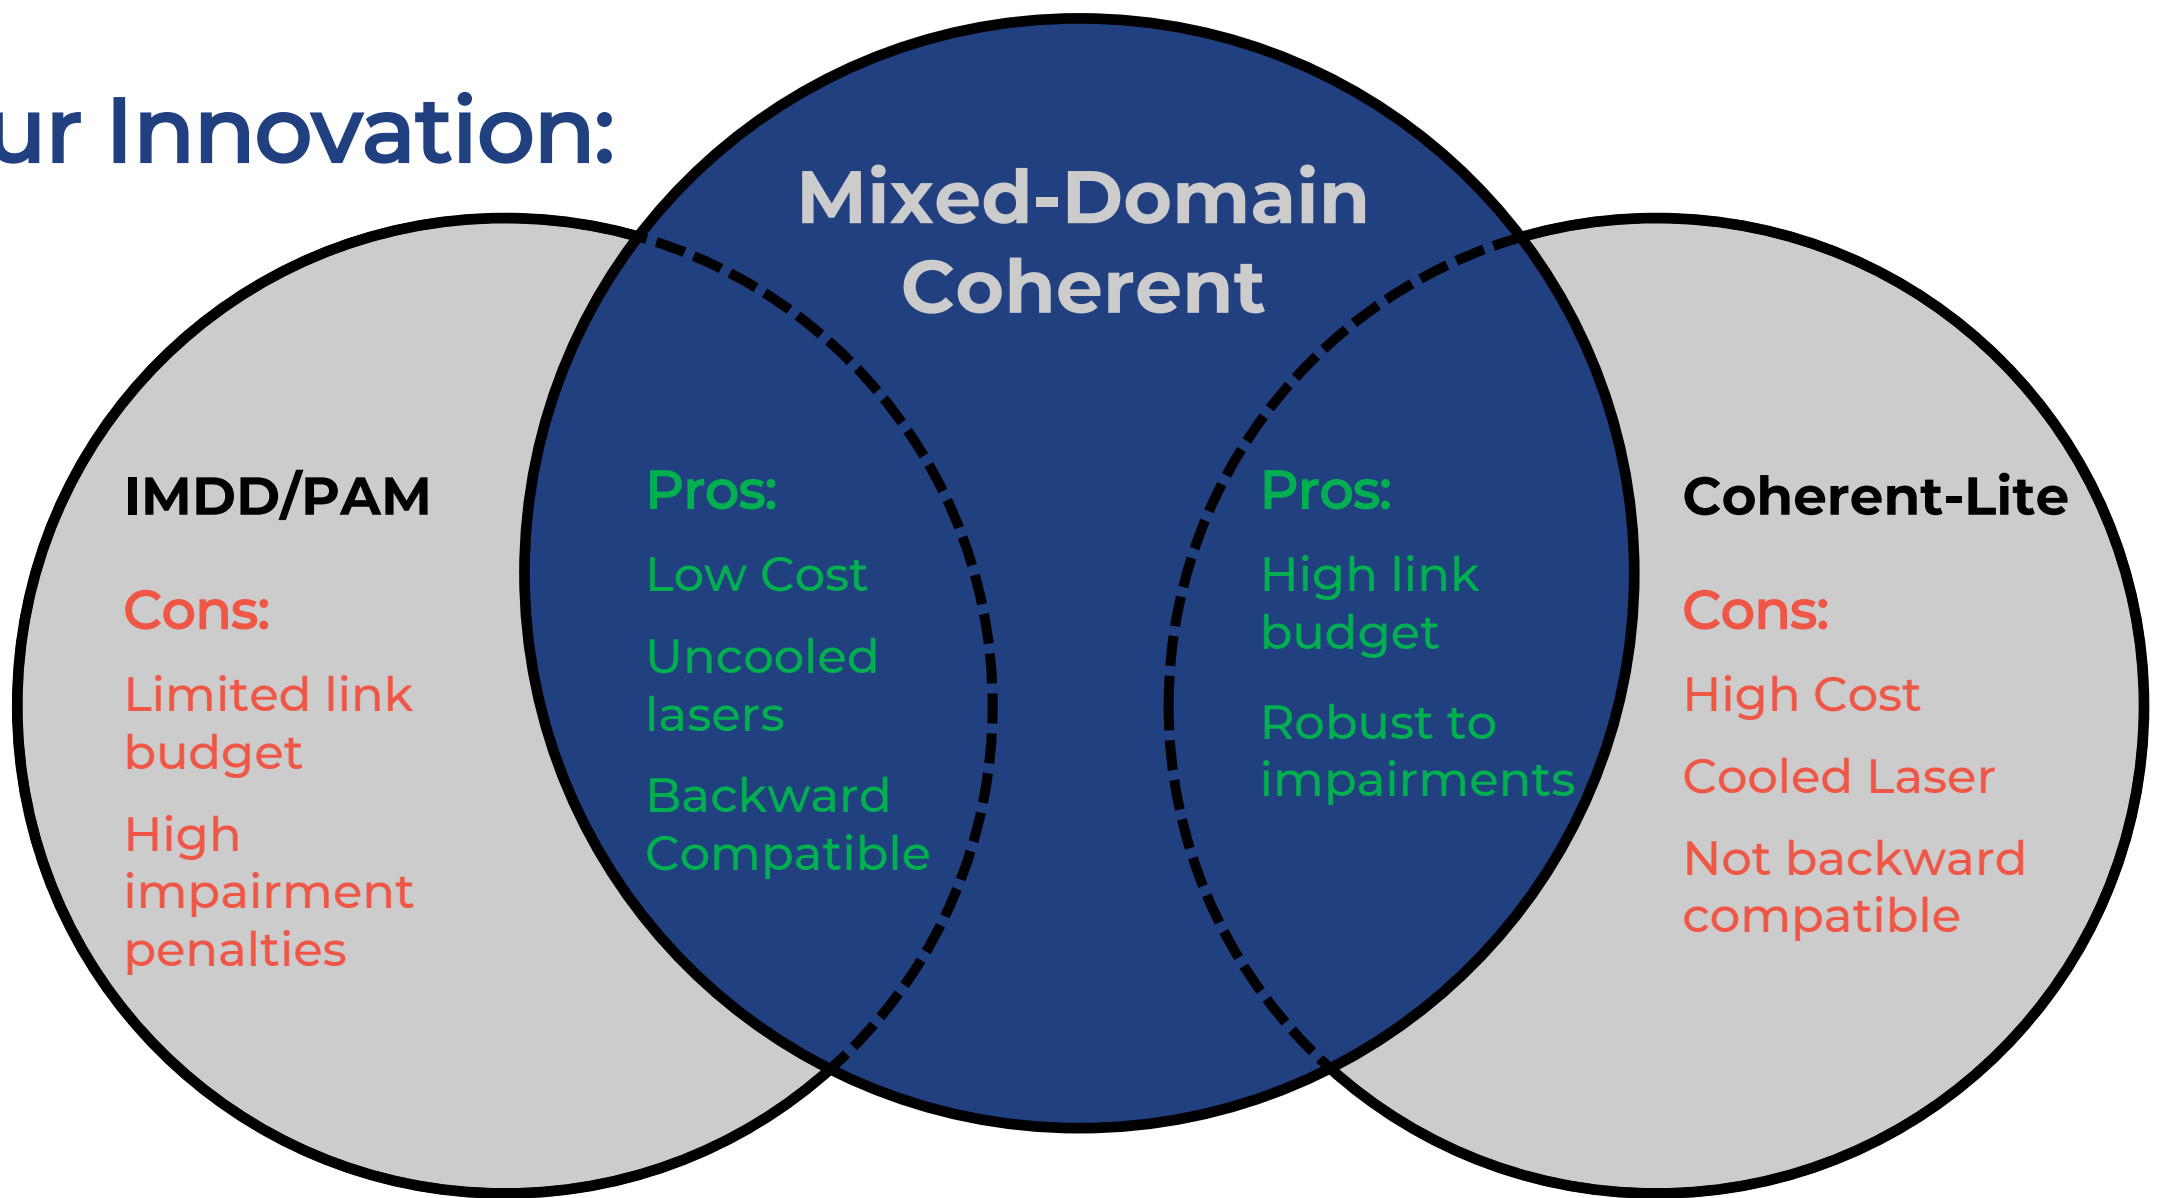 ur Innovation:
Mixed-Domain
Coherent
IMDD/PAM
Cons:
Limited link
budget
High
impairment
penalties
Pros:
Low Cost
Uncooled
lasers
Backward
Compatible
Pros:
High link
budget
Robust to
impairments
Coherent-Lite
Cons:
High Cost
Cooled Laser
Not backward
compatible